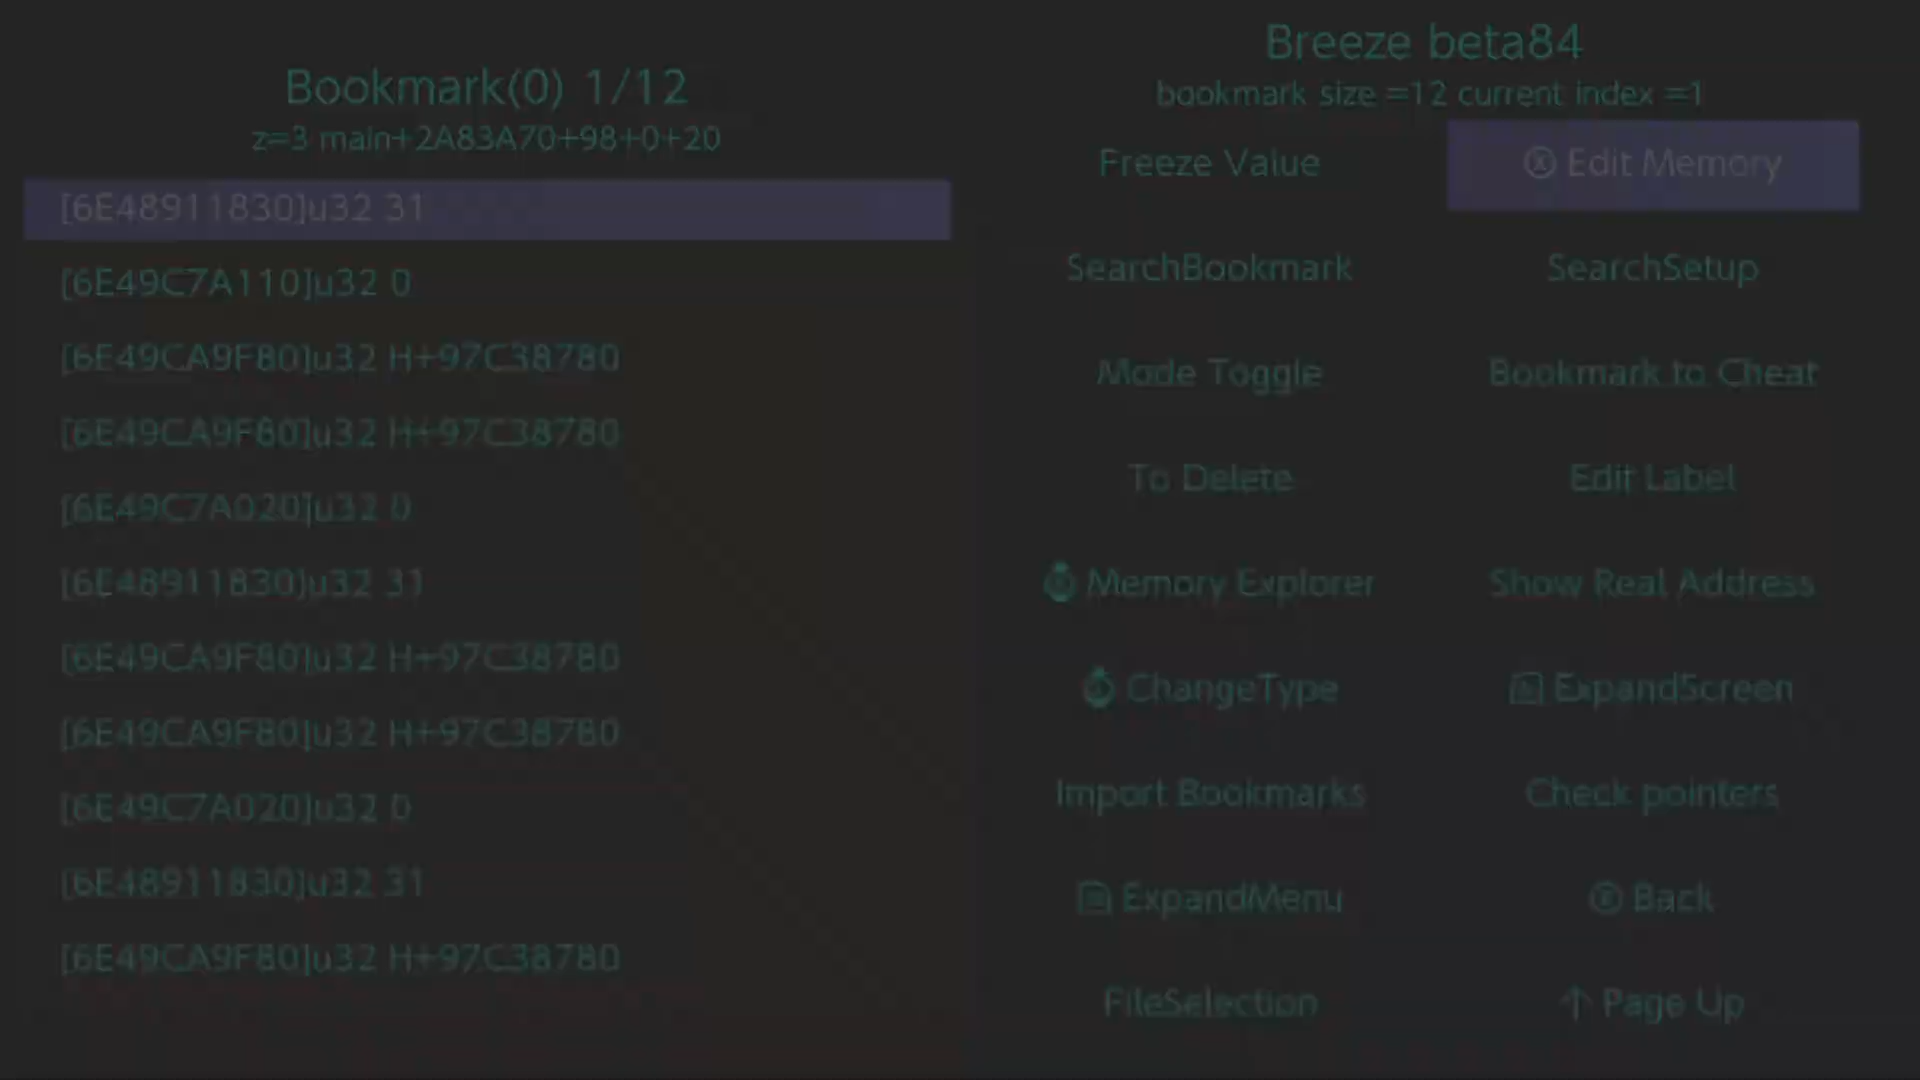 Bookmark(0) 1/12
z=3 main+2A83A70+98+0+20
[6E48911830]u32 31
[6E49C7A110]u32 0
[6E49CA9F80]u32 H+97C38780
[6E49CA9F80]u32 H+97C38780
[6E49C7A020]u32 0
[6E48911830]u32 31
[6E49CA9F80]u32 H+97C38780
[6E49CA9F80]u32 H+97C38780
[6E49C7A020]u32 0
[6E48911830]u32 31
[6E49CA9F80]u32 H+97C38780
Breeze beta84
bookmark size =12 current index =1
Freeze Value
Ⓧ Edit Memory
SearchBookmark
SearchSetup
Mode Toggle
Bookmark to Cheat
To Delete
Edit Label
Memory Explorer
Show Real Address
ChangeType
ExpandScreen
Import Bookmarks
Check pointers
ExpandMenu
Back
FileSelection
↑ Page Up